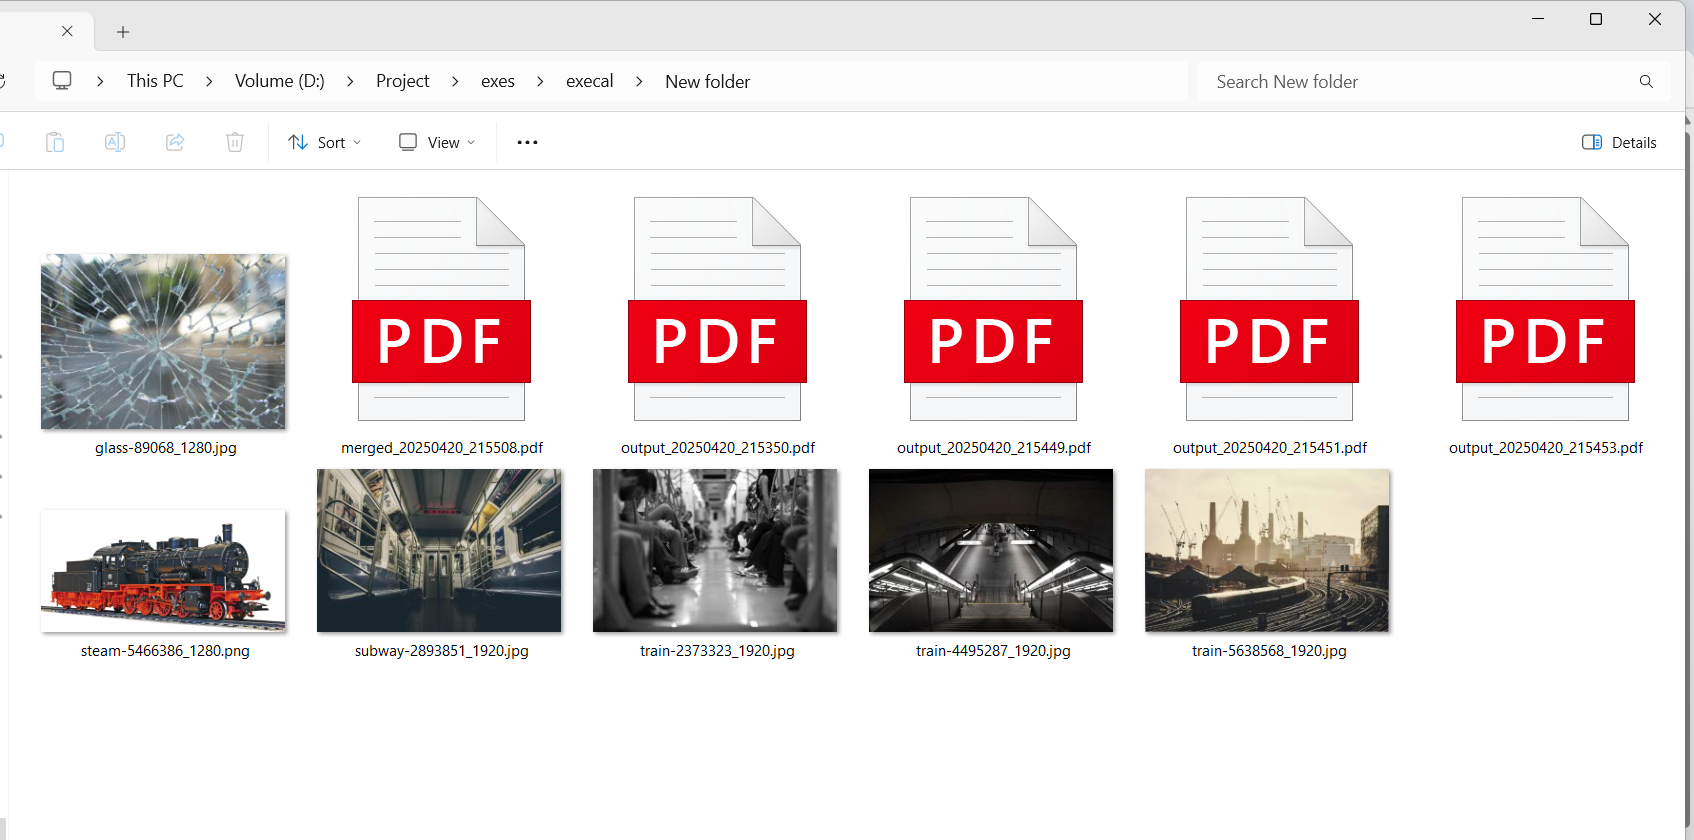 This PC > Volume (D:) > Project > exes > execal > New folder
Search New folder
Sort
View
Details
PDF
PDF
PDF
PDF
PDF
glass-89068_1280.jpg
merged_20250420_215508.pdf
output_20250420_215350.pdf
output_20250420_215449.pdf
output_20250420_215451.pdf
output_20250420_215453.pdf
steam-5466386_1280.png
subway-2893851_1920.jpg
train-2373323_1920.jpg
train-4495287_1920.jpg
train-5638568_1920.jpg